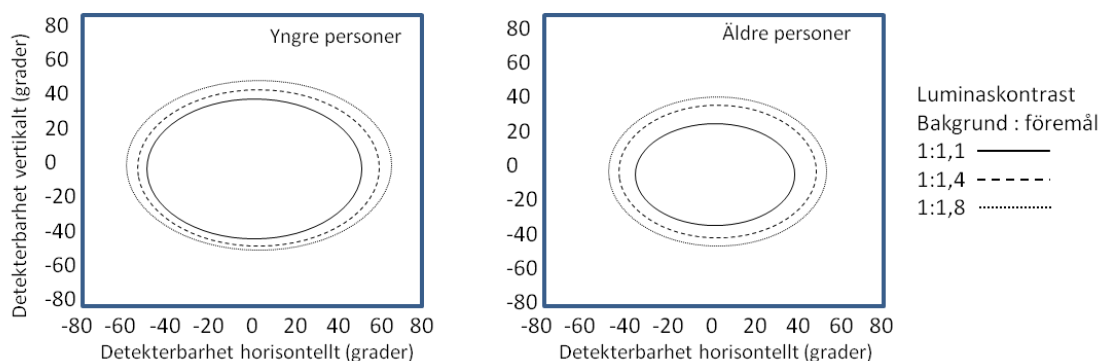 Yngre personer
Detekterbarhet vertikalt (grader)
80
60
40
20
0
-20
-40
-60
-80
-80 -60 -40 -20 0 20 40 60 80
Detekterbarhet horisontellt (grader)
Äldre personer
80
60
40
20
0
-20
-40
-60
-80
-80 -60 -40 -20 0 20 40 60 80
Detekterbarhet horisontellt (grader)
Luminaskontrast
Bakgrund : föremål
1:1,1
1:1,4
1:1,8